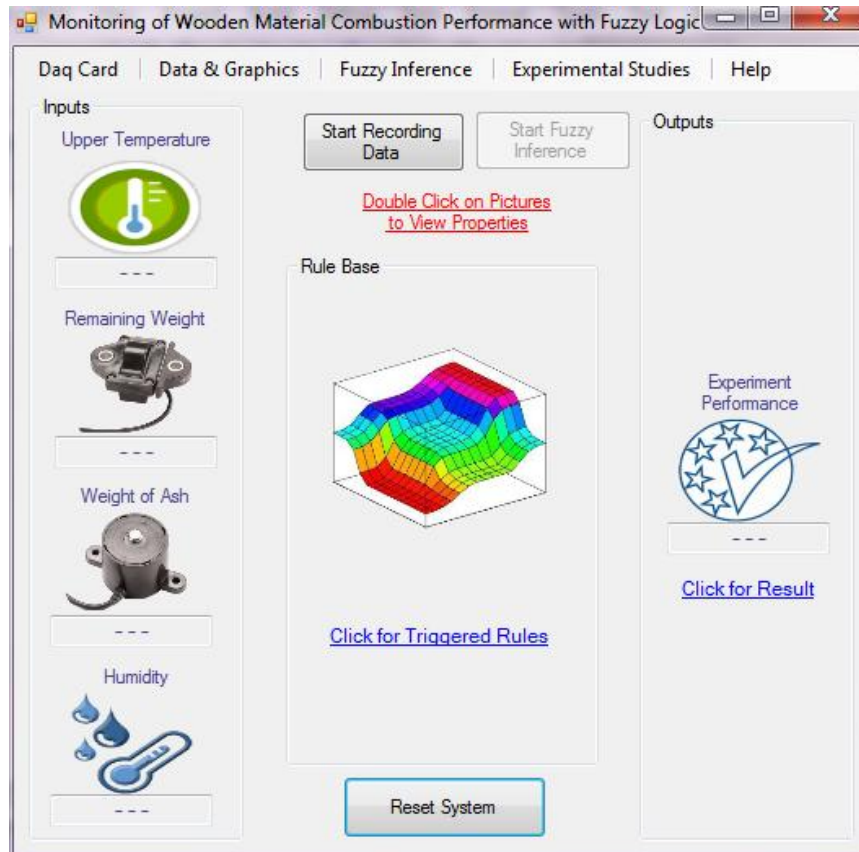 Monitoring of Wooden Material Combustion Performance with Fuzzy Logic
Daq Card
Data & Graphics
Fuzzy Inference
Experimental Studies
Help
Inputs
Upper Temperature
- - -
Remaining Weight
- - -
Weight of Ash
- - -
Humidity
- - -
Start Recording
Data
Start Fuzzy
Inference
Double Click on Pictures
to View Properties
Rule Base
Click for Triggered Rules
Reset System
Outputs
Experiment
Performance
- - -
Click for Result